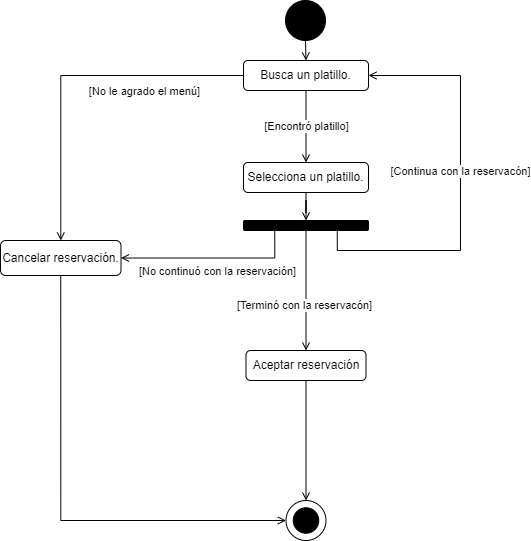 Busca un platillo.
[No le agrado el menú]
[Encontró platillo]
[Continua con la reservacón]
Selecciona un platillo.
Cancelar reservación.
[No continuó con la reservación]
[Terminó con la reservacón]
Aceptar reservación